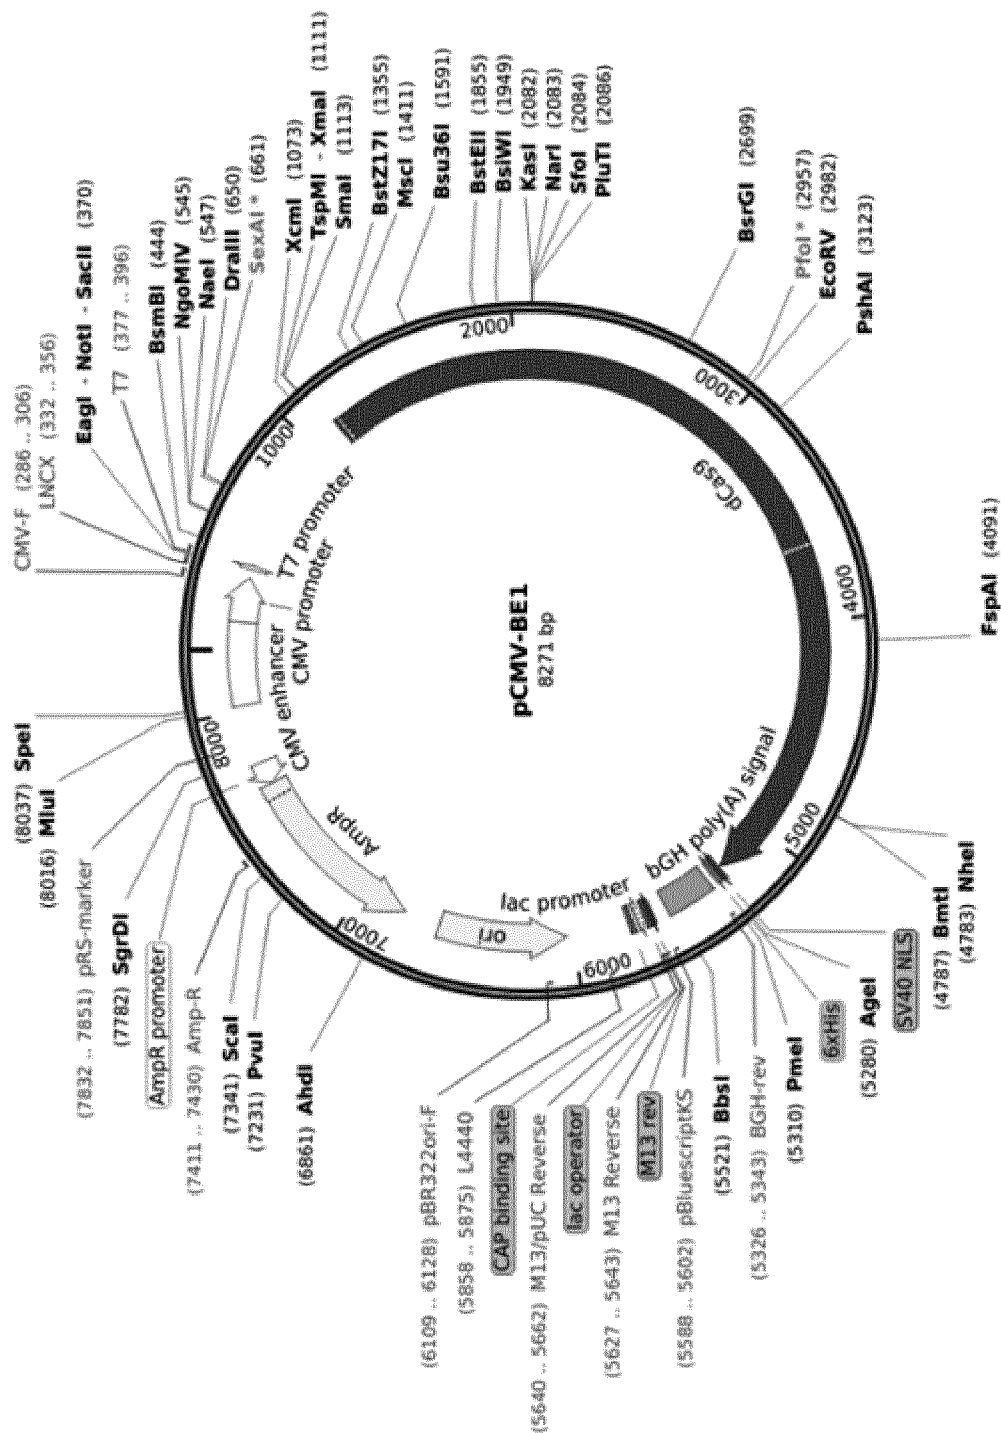 pCMV-BE1
8271 bp
CMV-F (286 .. 306)
LNCX (332 .. 356)
EagI - NotI - SacII (370)
T7 (377 .. 396)
BsmBI (444)
NgoMIV (545)
NaeI (547)
DraIII (650)
SexAI * (661)
XcmI (1073)
TspMI - XmaI (1111)
SmaI (1113)
BstZ17I (1355)
MscI (1411)
Bsu36I (1591)
BstEII (1855)
BsiWI (1949)
KasI (2082)
NarI (2083)
SfoI (2084)
PluTI (2086)
BsrGI (2699)
PfoI * (2957)
EcoRV (2982)
PshAI (3123)
FspAI (4091)
(4783) NheI
(4787) BmtI
SV40 NLS
(5280) AgeI
6xHis
(5310) PmeI
(5326 .. 5343) BGH-rev
(5521) BbsI
(5588 .. 5602) pBluescriptKS
M13 rev
(5627 .. 5643) M13 Reverse
lac operator
(5640 .. 5662) M13/pUC Reverse
CAP binding site
(5858 .. 5875) L4440
(6109 .. 6128) pBR322ori-F
(6861) AhdI
(7231) PvuI
(7341) ScaI
(7411 .. 7430) Amp-R
AmpR promoter
(7782) SgrDI
(7832 .. 7851) pRS-marker
(8016) MluI
(8037) SpeI
1000
2000
3000
4000
5000
6000
7000
8000
CMV enhancer
CMV promoter
T7 promoter
dCas9
bGH poly(A) signal
lac promoter
ori
AmpR